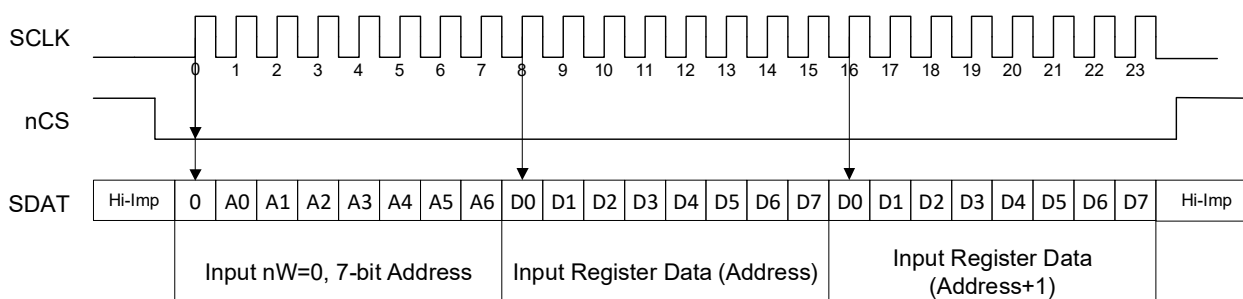 SCLK
0 1 2 3 4 5 6 7 8 9 10 11 12 13 14 15 16 17 18 19 20 21 22 23
nCS
SDAT Hi-Imp 0 A0 A1 A2 A3 A4 A5 A6 D0 D1 D2 D3 D4 D5 D6 D7 D0 D1 D2 D3 D4 D5 D6 D7 Hi-Imp
Input nW=0, 7-bit Address
Input Register Data (Address)
Input Register Data
(Address+1)